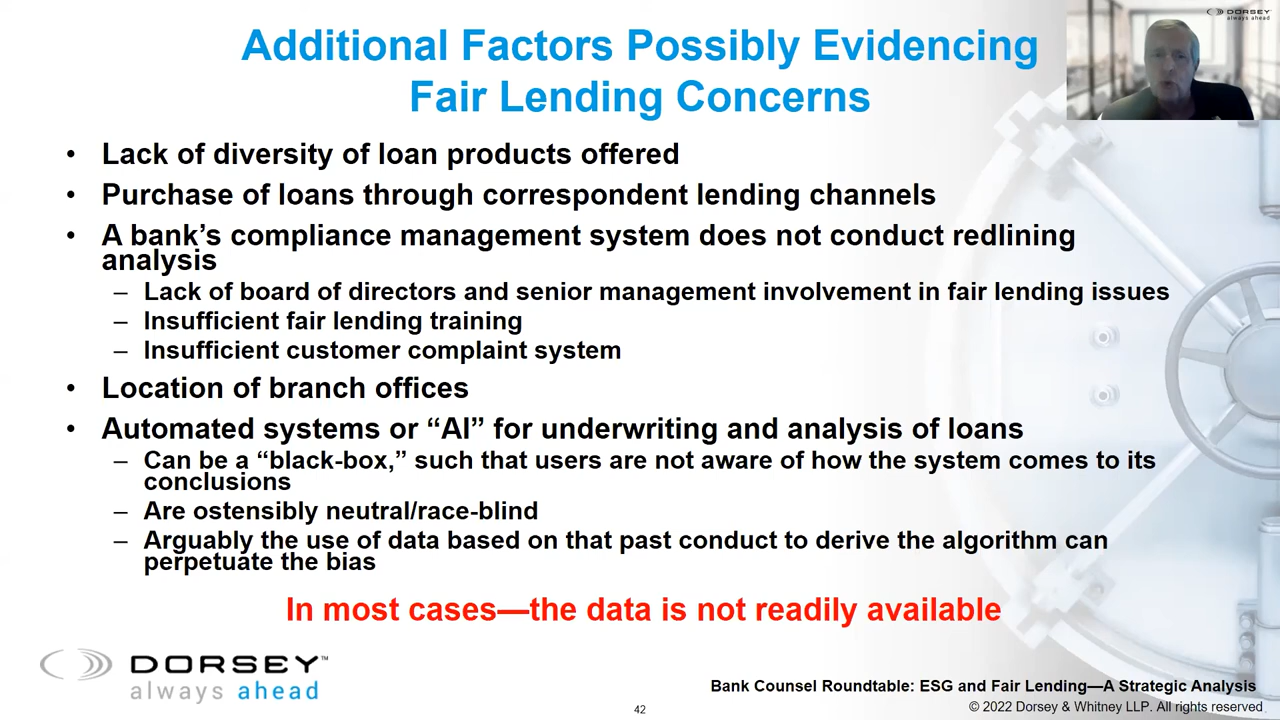 DORSEY
always ahead
Additional Factors Possibly Evidencing
Fair Lending Concerns
• Lack of diversity of loan products offered
• Purchase of loans through correspondent lending channels
• A bank’s compliance management system does not conduct redlining
analysis
– Lack of board of directors and senior management involvement in fair lending issues
– Insufficient fair lending training
– Insufficient customer complaint system
• Location of branch offices
• Automated systems or “AI” for underwriting and analysis of loans
– Can be a “black-box,” such that users are not aware of how the system comes to its
conclusions
– Are ostensibly neutral/race-blind
– Arguably the use of data based on that past conduct to derive the algorithm can
perpetuate the bias
In most cases—the data is not readily available
DORSEY™
always ahead
Bank Counsel Roundtable: ESG and Fair Lending—A Strategic Analysis
42
© 2022 Dorsey & Whitney LLP. All rights reserved